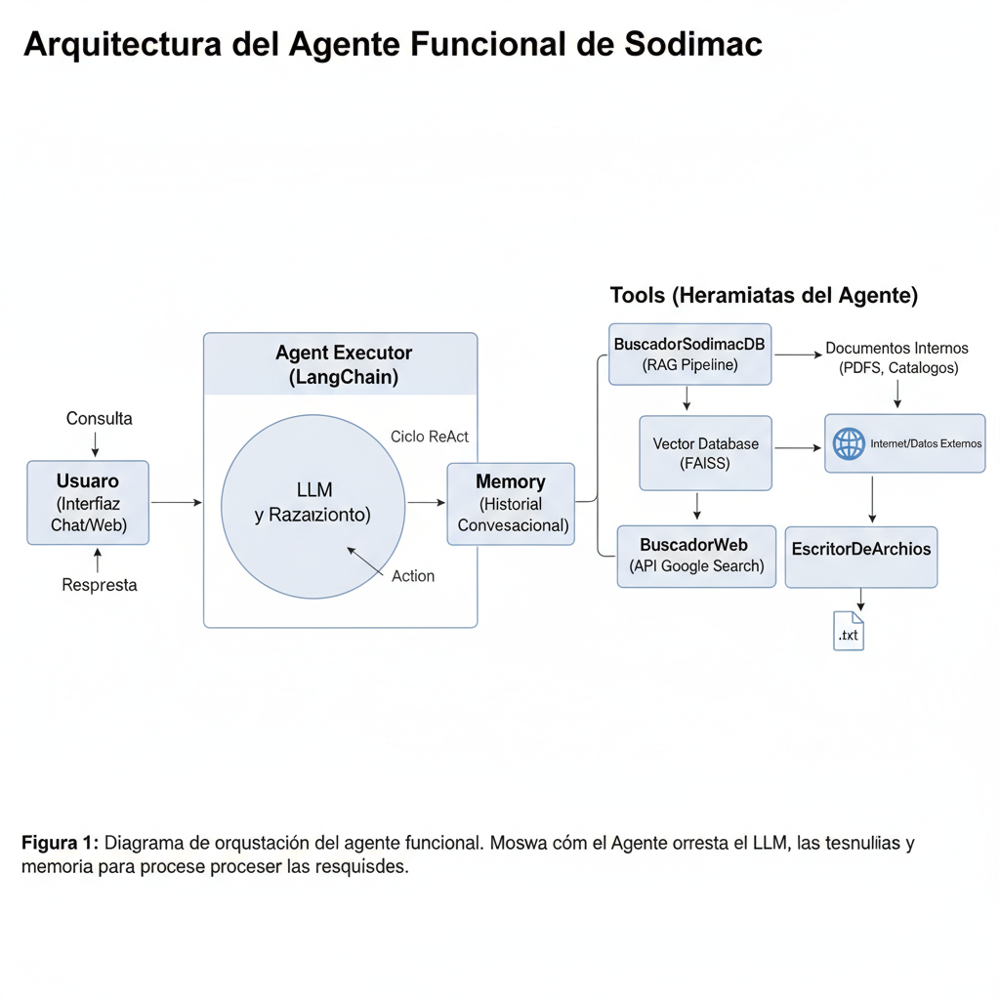 Arquitectura del Agente Funcional de Sodimac
Tools (Heramiatas del Agente)
Agent Executor
(LangChain)
BuscadorSodimacDB
(RAG Pipeline)
Documentos Internos
(PDFS, Catalogos)
Consulta
Ciclo ReAct
Vector Database
(FAISS)
Internet/Datos Externos
Usuaro
(Interfiaz
Chat/Web)
LLM
y Razaızionto)
Memory
(Historial
Convesacional)
BuscadorWeb
(API Google Search)
EscritorDeArchios
Respresta
Action
.txt
Figura 1: Diagrama de orqustación del agente funcional. Moswa cóm el Agente orresta el LLM, las tesnulıias y
memoria para procese proceser las resquisdes.